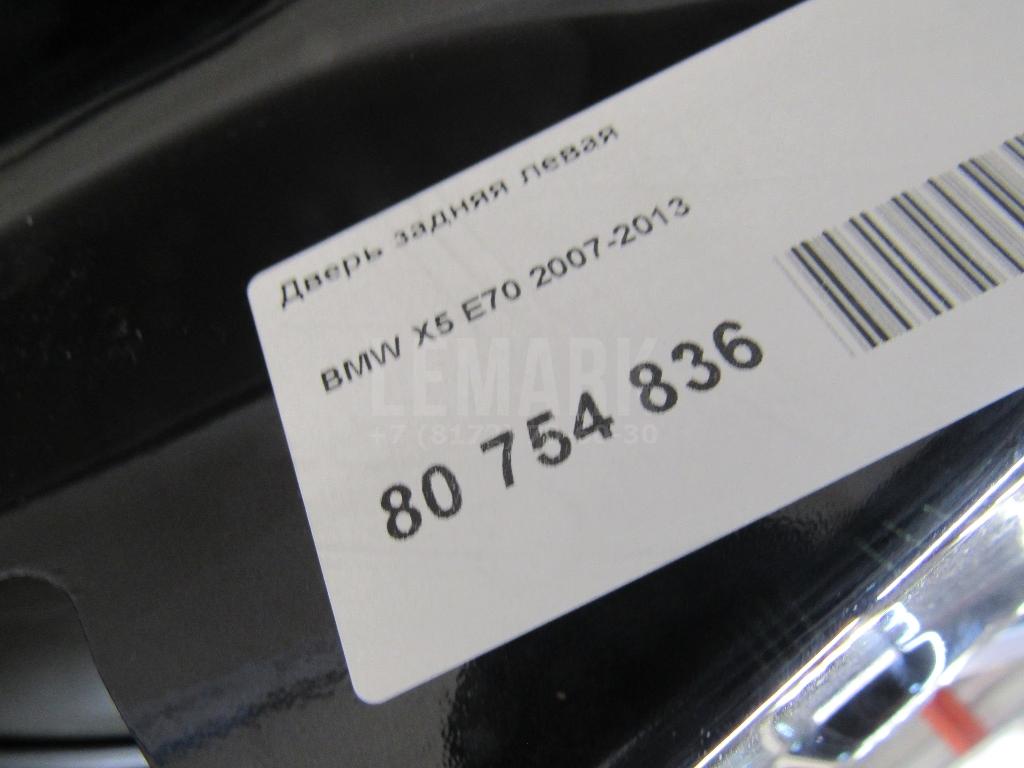 Дверь задняя левая
BMW X5 E70 2007-2013
80 754 836
LEMARK